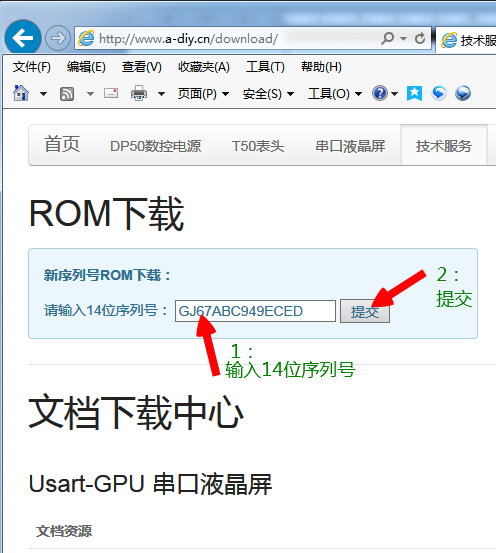 http://www.a-diy.cn/download/
技术服
文件(F) 编辑(E) 查看(V) 收藏夹(A) 工具(T) 帮助(H)
页面(P) 安全(S) 工具(O)
首页 DP50数控电源 T50表头 串口液晶屏 技术服务
ROM下载
新序列号ROM下载：
请输入14位序列号： GJ67ABC949ECED 提交
2：
提交
1：
输入14位序列号
文档下载中心
Usart-GPU 串口液晶屏
文档资源